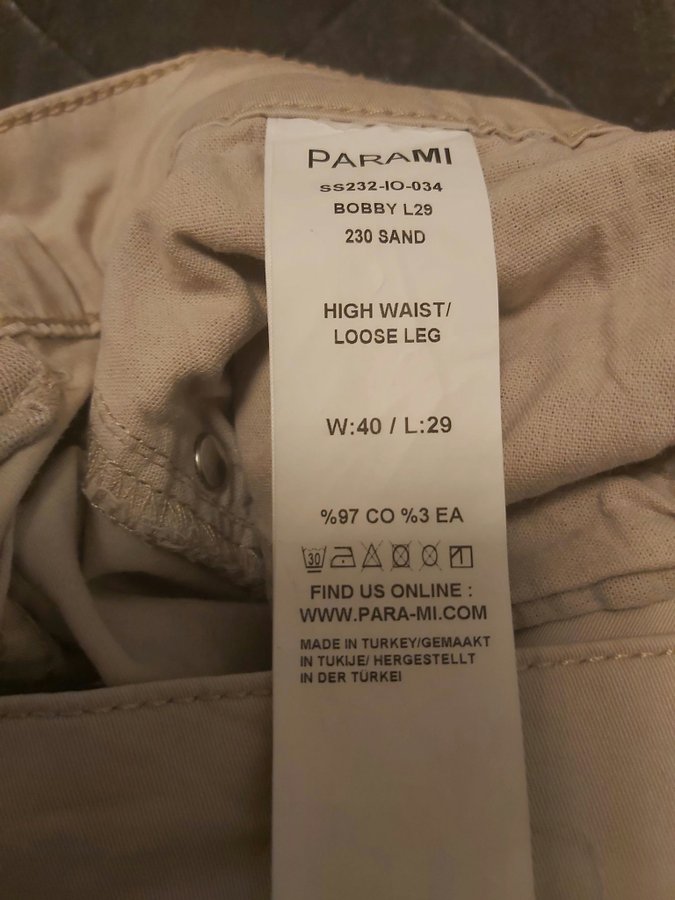 PARAMI
SS232-IO-034
BOBBY L29
230 SAND
HIGH WAIST/
LOOSE LEG
W:40 / L:29
%97 CO %3 EA
30
FIND US ONLINE :
WWW.PARA-MI.COM
MADE IN TURKEY/GEMAAKT
IN TUKIJE/ HERGESTELLT
IN DER TÜRKEI